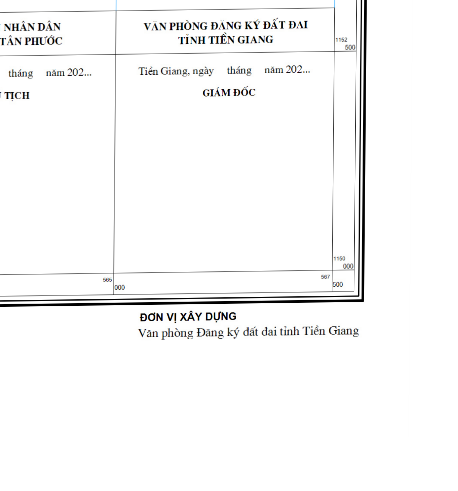 NHÂN DÂN
TÂN PHƯỚC
tháng năm 202...
TỊCH
VĂN PHÒNG ĐĂNG KÝ ĐẤT ĐAI
TỈNH TIỀN GIANG
Tiền Giang, ngày tháng năm 202...
GIÁM ĐỐC
1152
500
1150
000
565
000
567
500
ĐƠN VỊ XÂY DỰNG
Văn phòng Đăng ký đất đai tỉnh Tiền Giang